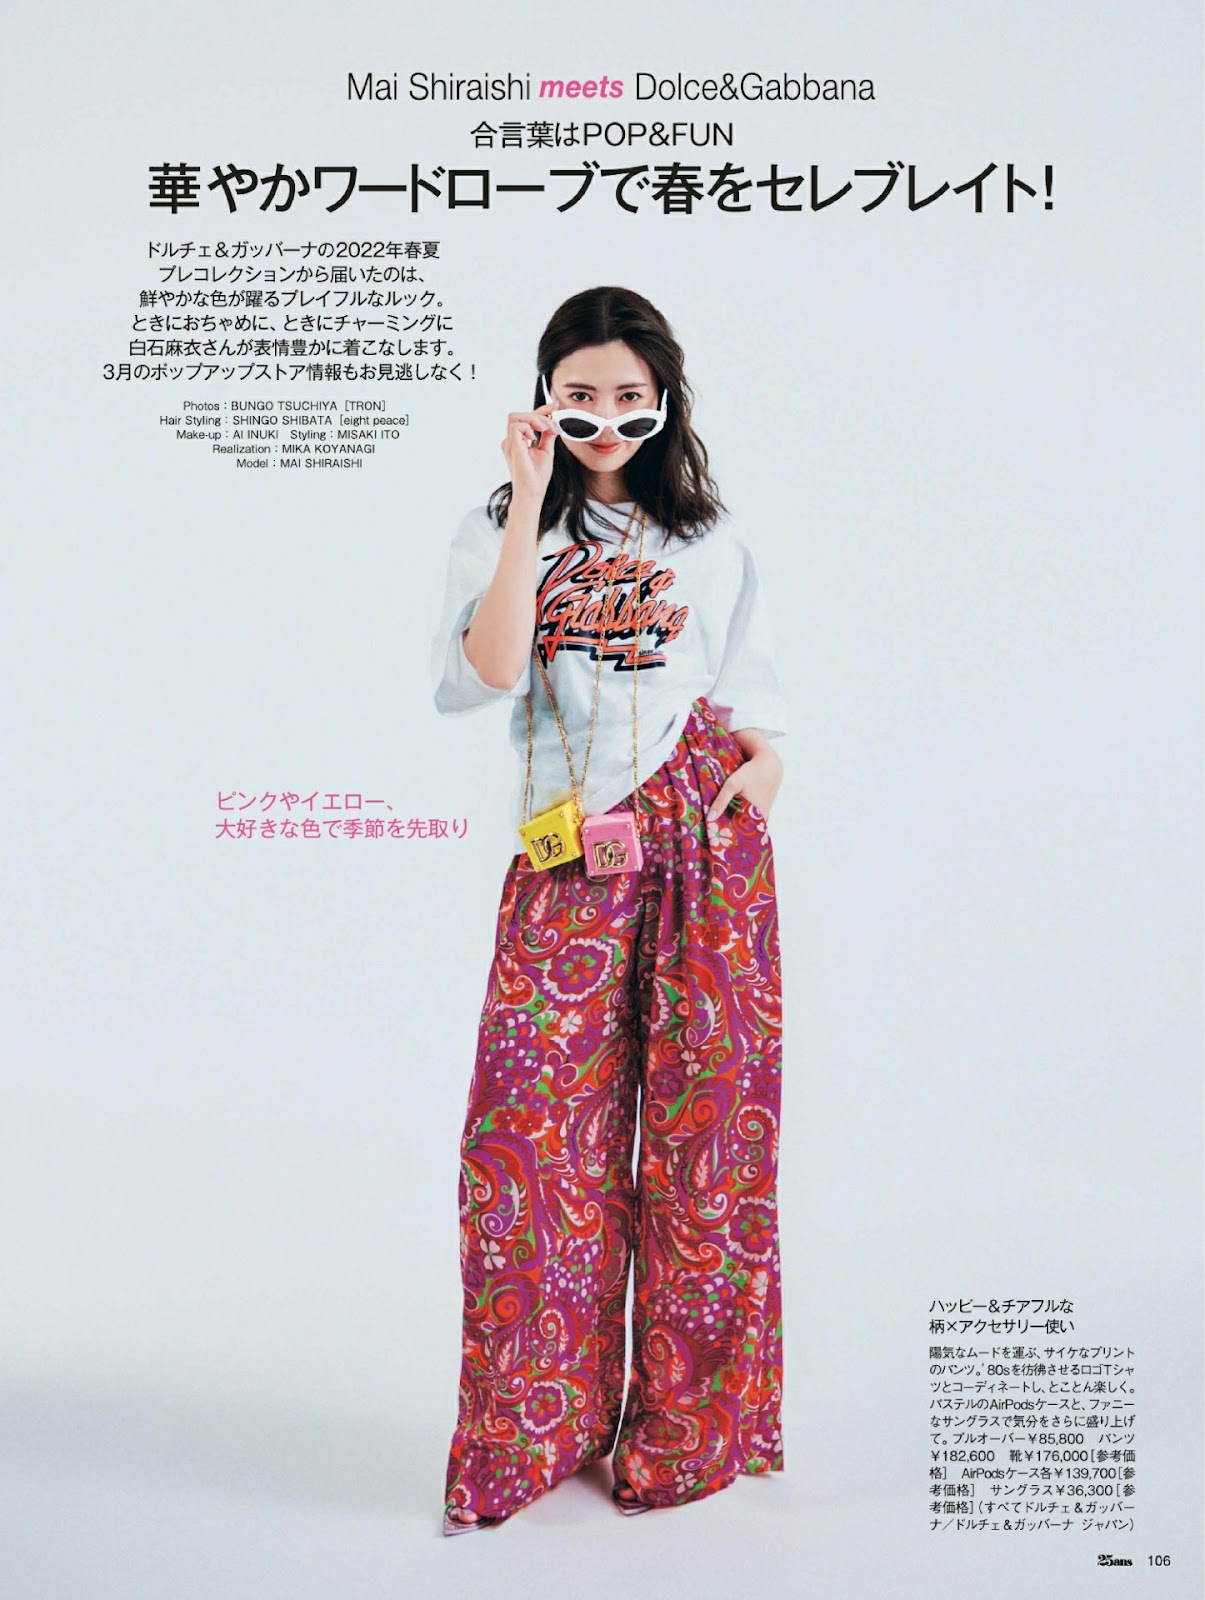 Mai Shiraishi meets Dolce&Gabbana
合言葉はPOP&FUN
華やかワードローブで春をセレブレイト!
ドルチェ&ガッバーナの2022年春夏
プレコレクションから届いたのは、
鮮やかな色が躍るプレイフルなルック。
ときにおちゃめに、ときにチャーミングに
白石麻衣さんが表情豊かに着こなします。
3月のポップアップストア情報もお見逃しなく!
Photos:BUNGO TSUCHIYA [TRON]
Hair Styling:SHINGO SHIBATA [eight peace]
Make-up:AI INUKI Styling:MISAKI ITO
Realization:MIKA KOYANAGI
Model:MAI SHIRAISHI
Dolce &
Gabbana
ピンクやイエロー、
大好きな色で季節を先取り
DG
DG
ハッピー&チアフルな
柄×アクセサリー使い
陽気なムードを運ぶ、サイケなプリント
のパンツ。'80sを彷彿させるロゴTシャ
ツとコーディネートし、とことん楽しく。
パステルのAirPodsケースと、ファニー
なサングラスで気分をさらに盛り上げ
て。プルオーバー¥85,800 パンツ
¥182,600 靴¥176,000[参考価
格] AirPodsケース各¥139,700[参
考価格] サングラス¥36,300[参
考価格](すべてドルチェ&ガッバー
ナ/ドルチェ&ガッバーナ ジャパン)
25ans 106